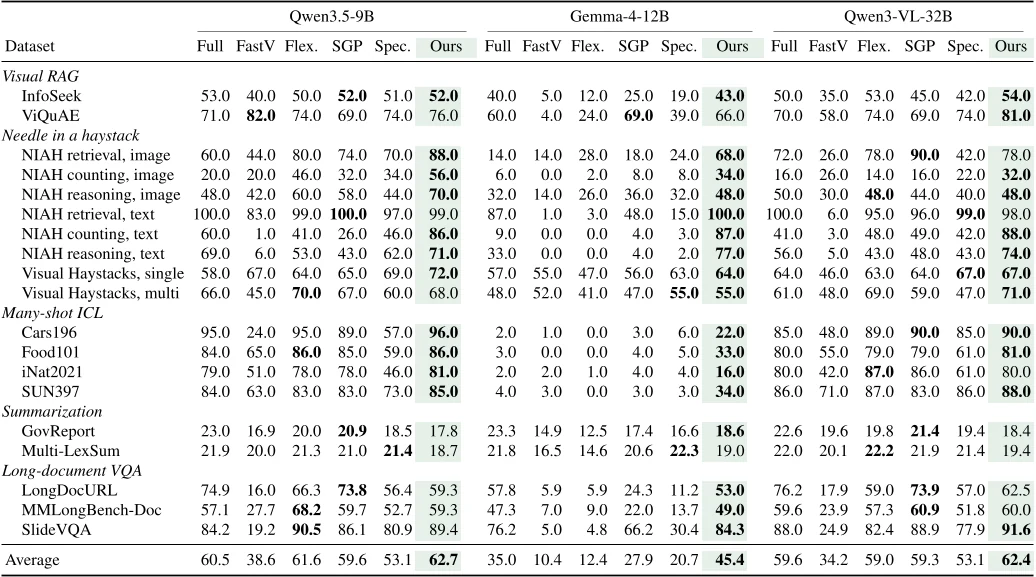 Qwen3.5-9B Gemma-4-12B Qwen3-VL-32B
Dataset Full FastV Flex. SGP Spec. Ours Full FastV Flex. SGP Spec. Ours Full FastV Flex. SGP Spec. Ours
Visual RAG
InfoSeek 53.0 40.0 50.0 52.0 51.0 52.0 40.0 5.0 12.0 25.0 19.0 43.0 50.0 35.0 53.0 45.0 42.0 54.0
ViQuAE 71.0 82.0 74.0 69.0 74.0 76.0 60.0 4.0 24.0 69.0 39.0 66.0 70.0 58.0 74.0 69.0 74.0 81.0
Needle in a haystack
NIAH retrieval, image 60.0 44.0 80.0 74.0 70.0 88.0 14.0 14.0 28.0 18.0 24.0 68.0 72.0 26.0 78.0 90.0 42.0 78.0
NIAH counting, image 20.0 20.0 46.0 32.0 34.0 56.0 6.0 0.0 2.0 8.0 8.0 34.0 16.0 26.0 14.0 16.0 22.0 32.0
NIAH reasoning, image 48.0 42.0 60.0 58.0 44.0 70.0 32.0 14.0 26.0 36.0 32.0 48.0 50.0 30.0 48.0 44.0 40.0 48.0
NIAH retrieval, text 100.0 83.0 99.0 100.0 97.0 99.0 87.0 1.0 3.0 48.0 15.0 100.0 100.0 6.0 95.0 96.0 99.0 98.0
NIAH counting, text 60.0 1.0 41.0 26.0 46.0 86.0 9.0 0.0 0.0 4.0 3.0 87.0 41.0 3.0 48.0 49.0 42.0 88.0
NIAH reasoning, text 69.0 6.0 53.0 43.0 62.0 71.0 33.0 0.0 0.0 4.0 2.0 77.0 56.0 5.0 43.0 48.0 43.0 74.0
Visual Haystacks, single 58.0 67.0 64.0 65.0 69.0 72.0 57.0 55.0 47.0 56.0 63.0 64.0 64.0 46.0 63.0 64.0 67.0 67.0
Visual Haystacks, multi 66.0 45.0 70.0 67.0 60.0 68.0 48.0 52.0 41.0 47.0 55.0 55.0 61.0 48.0 69.0 59.0 47.0 71.0
Many-shot ICL
Cars196 95.0 24.0 95.0 89.0 57.0 96.0 2.0 1.0 0.0 3.0 6.0 22.0 85.0 48.0 89.0 90.0 85.0 90.0
Food101 84.0 65.0 86.0 85.0 59.0 86.0 3.0 0.0 0.0 4.0 5.0 33.0 80.0 55.0 79.0 79.0 61.0 81.0
iNat2021 79.0 51.0 78.0 78.0 46.0 81.0 2.0 2.0 1.0 4.0 4.0 16.0 80.0 42.0 87.0 86.0 61.0 80.0
SUN397 84.0 63.0 83.0 83.0 73.0 85.0 4.0 3.0 0.0 3.0 3.0 34.0 86.0 71.0 87.0 83.0 86.0 88.0
Summarization
GovReport 23.0 16.9 20.0 20.9 18.5 17.8 23.3 14.9 12.5 17.4 16.6 18.6 22.6 19.6 19.8 21.4 19.4 18.4
Multi-LexSum 21.9 20.0 21.3 21.0 21.4 18.7 21.8 16.5 14.6 20.6 22.3 19.0 22.0 20.1 22.2 21.9 21.4 19.4
Long-document VQA
LongDocURL 74.9 16.0 66.3 73.8 56.4 59.3 57.8 5.9 5.9 24.3 11.2 53.0 76.2 17.9 59.0 73.9 57.0 62.5
MMLongBench-Doc 57.1 27.7 68.2 59.7 52.7 59.3 47.3 7.0 9.0 22.0 13.7 49.0 59.6 23.9 57.3 60.9 51.8 60.0
SlideVQA 84.2 19.2 90.5 86.1 80.9 89.4 76.2 5.0 4.8 66.2 30.4 84.3 88.0 24.9 82.4 88.9 77.9 91.6
Average 60.5 38.6 61.6 59.6 53.1 62.7 35.0 10.4 12.4 27.9 20.7 45.4 59.6 34.2 59.0 59.3 53.1 62.4